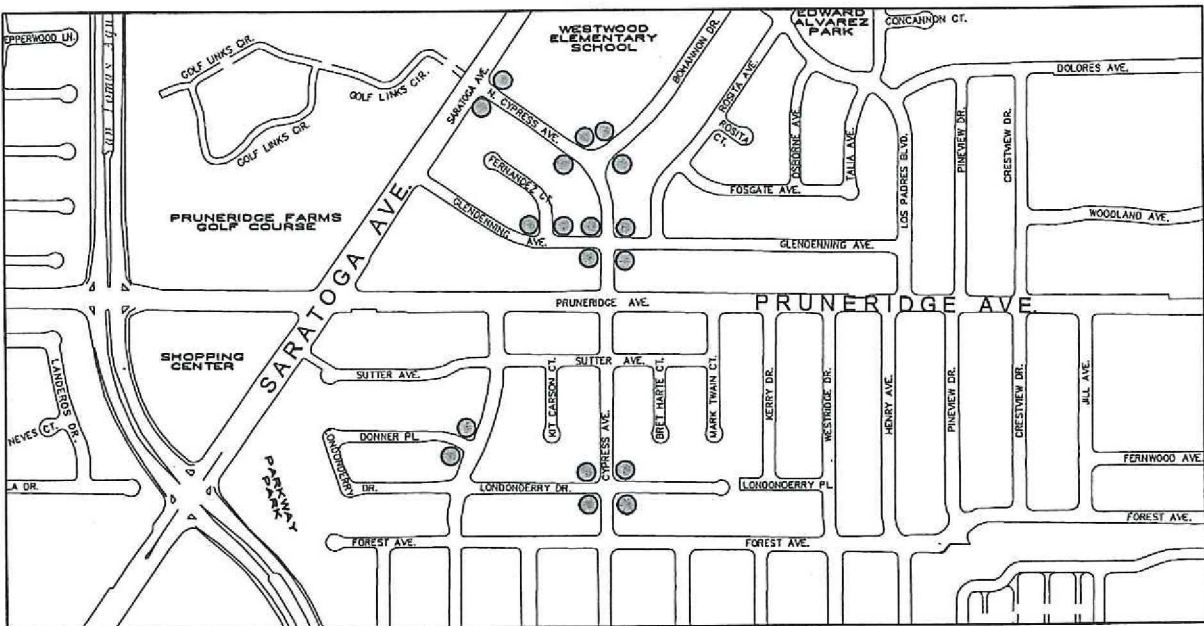 EPPERWOOD LN.
GOLF LINKS CIR.
GOLF LINKS CIR.
GOLF LINKS CIR.
SARATOGA AVE.
N. CYPRESS AVE.
WESTWOOD
ELEMENTARY
SCHOOL
BOHANNON DR.
EDWARD
ALVAREZ
PARK
CONCANNON CT.
DOLORES AVE.
ROSITA AVE.
ROSITA
CT.
OSBORNE AVE.
TALIA AVE.
LOS PADRES BLVD.
PINEVIEW DR.
CRESTVIEW DR.
FERNANDEZ CT.
FOSGATE AVE.
WOODLAND AVE.
PRUNERIDGE FARMS
GOLF COURSE
GLENDENNING
AVE.
GLENDENNING AVE.
SARATOGA AVE.
PRUNERIDGE AVE.
PRUNERIDGE AVE.
SHOPPING
CENTER
SUTTER AVE.
SUTTER AVE.
LANDEROS DR.
NEVES CT.
KIT CARSON CT.
CYPRESS AVE.
BRET HARTE CT.
MARK TWAIN CT.
KERRY DR.
WESTRIDGE DR.
HENRY AVE.
PINEVIEW DR.
CRESTVIEW DR.
JILL AVE.
DONNER PL.
LONDONDERRY
DR.
LONDONDERRY DR.
LONDONDERRY PL.
FERNWOOD AVE.
LA DR.
PARKWAY
PARK
FOREST AVE.
FOREST AVE.
FOREST AVE.